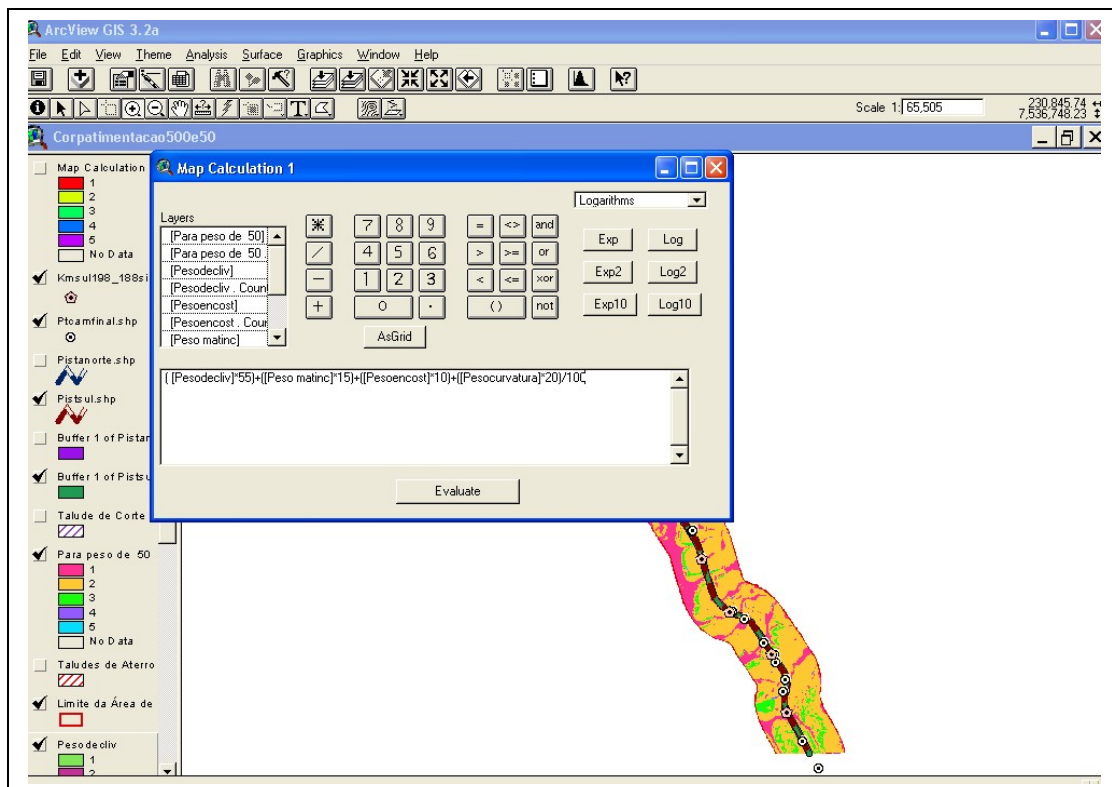 ArcView GIS 3.2a
File Edit View Theme Analysis Surface Graphics Window Help
Scale 1: 65,505
230,845.74
7,536,748.23
Corpatimentacao500e50
Map Calculation
1
2
3
4
5
No Data
Kmsul198_188si
Ptcamfinal.shp
Pistanorte.shp
Pistsul.shp
Buffer 1 of Pistan
Buffer 1 of Pistsu
Talude de Corte
Para peso de 50
1
2
3
4
5
No Data
Taludes de Aterro
Limite da Área de
Pesodecliv
1
2
Map Calculation 1
Layers
[Para peso de 50]
[Para peso de 50 .
[Pesodecliv]
[Pesodecliv . Coun
[Pesoencost]
[Pesoencost . Cour
[Peso matinc]
* 7 8 9 = <> and
/ 4 5 6 > >= or
- 1 2 3 < <= xor
+ 0 . ( ) not
AsGrid
Logarithms
Exp Log
Exp2 Log2
Exp10 Log10
( [Pesodecliv]*55)+([Peso matinc]*15)+([Pesoencost]*10)+([Pesocurvatura]*20)/100
Evaluate